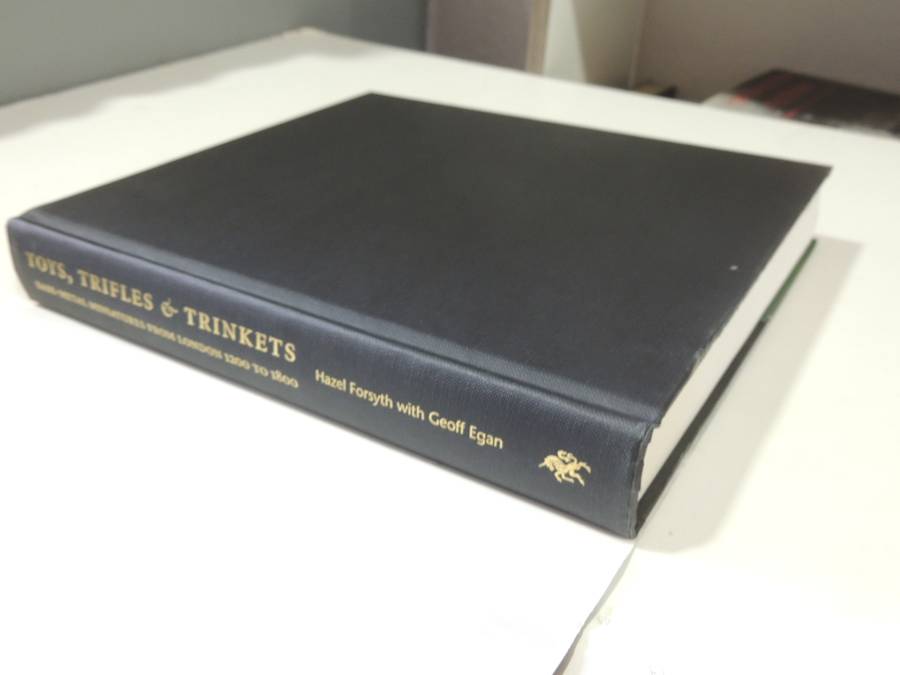 TOYS, TRIFLES & TRINKETS
BASE-METAL MINIATURES FROM LONDON 1200 TO 1800
Hazel Forsyth with Geoff Egan